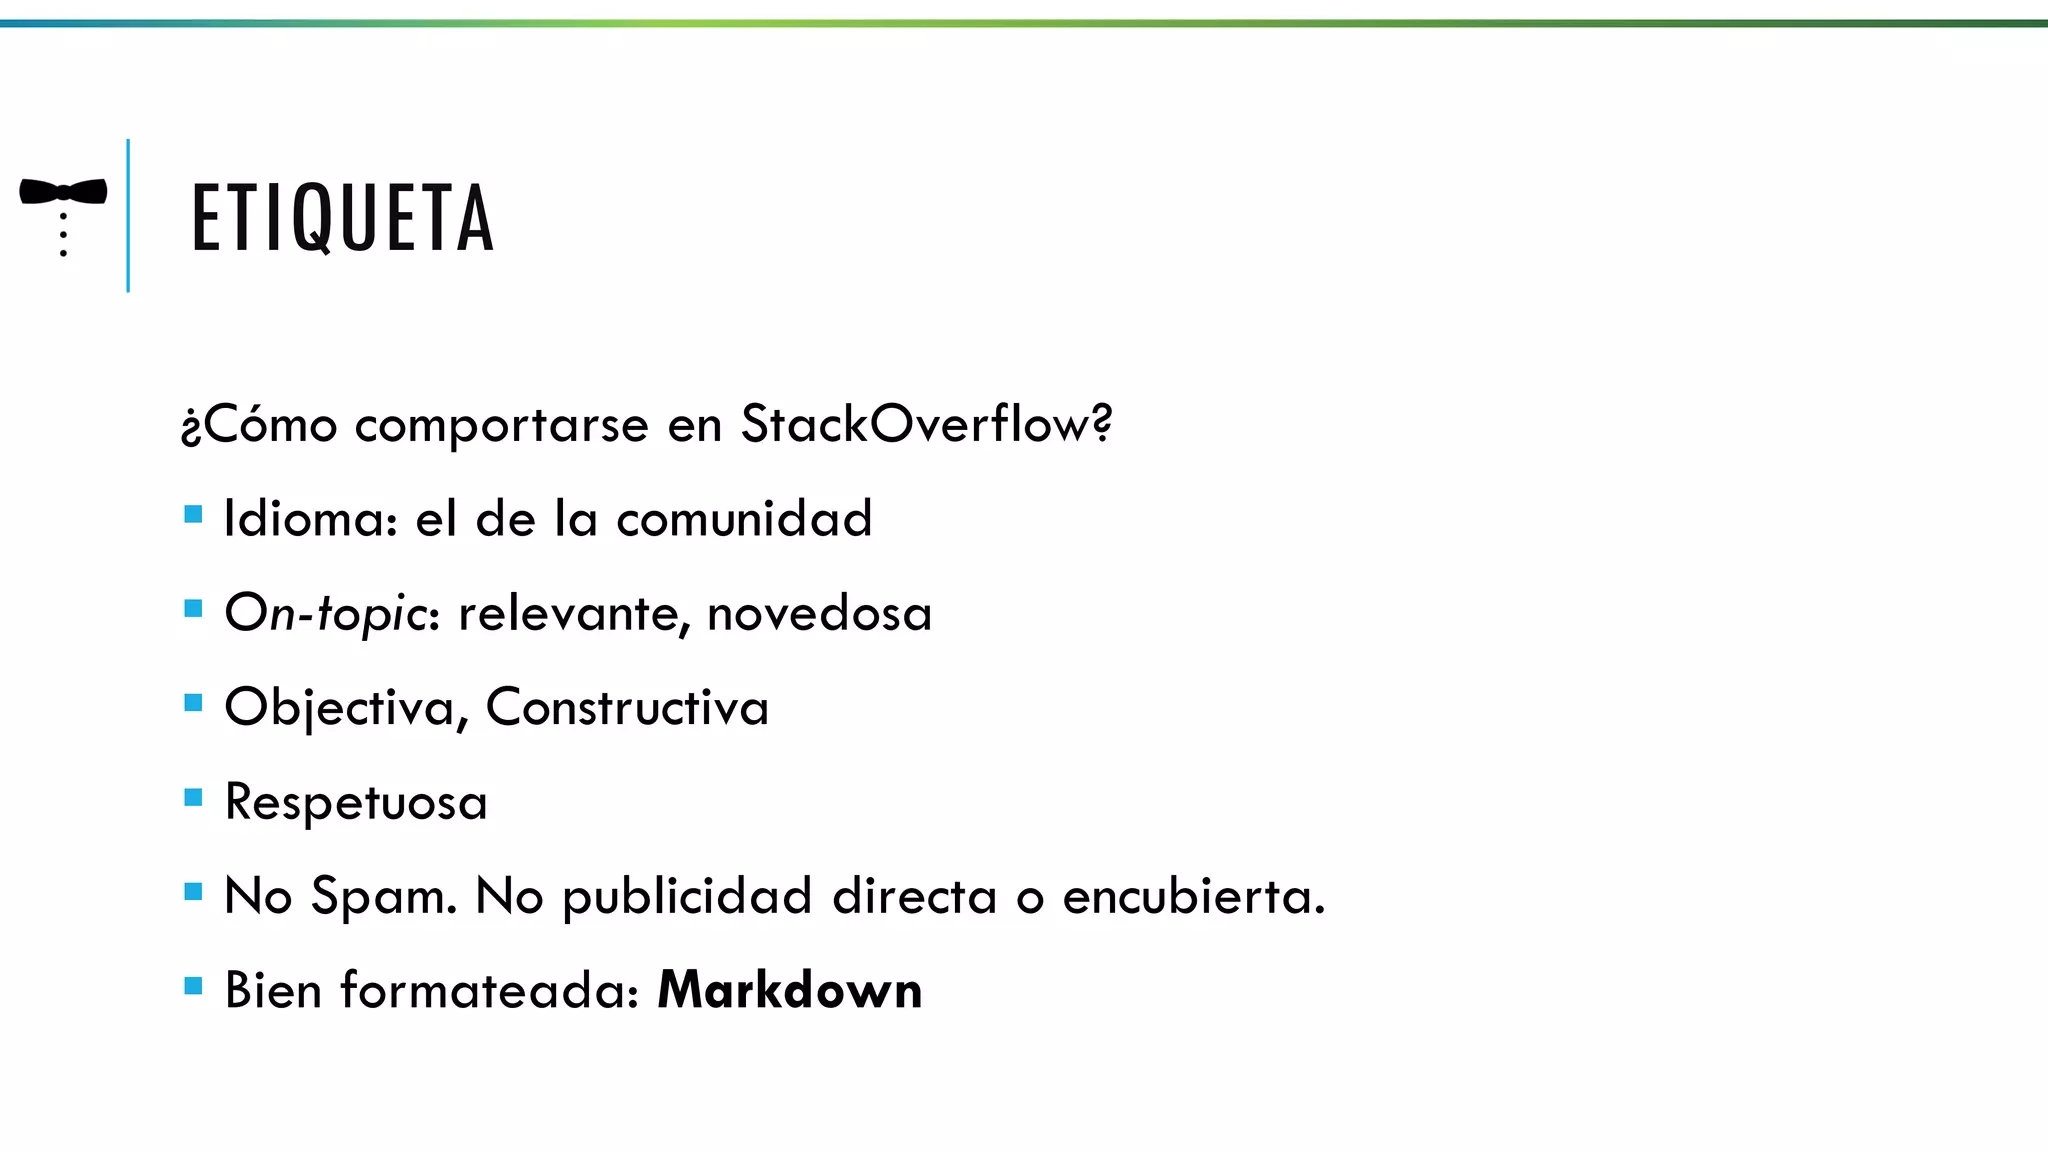 ETIQUETA
¿Cómo comportarse en StackOverflow?
Idioma: el de la comunidad
On-topic: relevante, novedosa
Objectiva, Constructiva
Respetuosa
No Spam. No publicidad directa o encubierta.
Bien formateada: Markdown